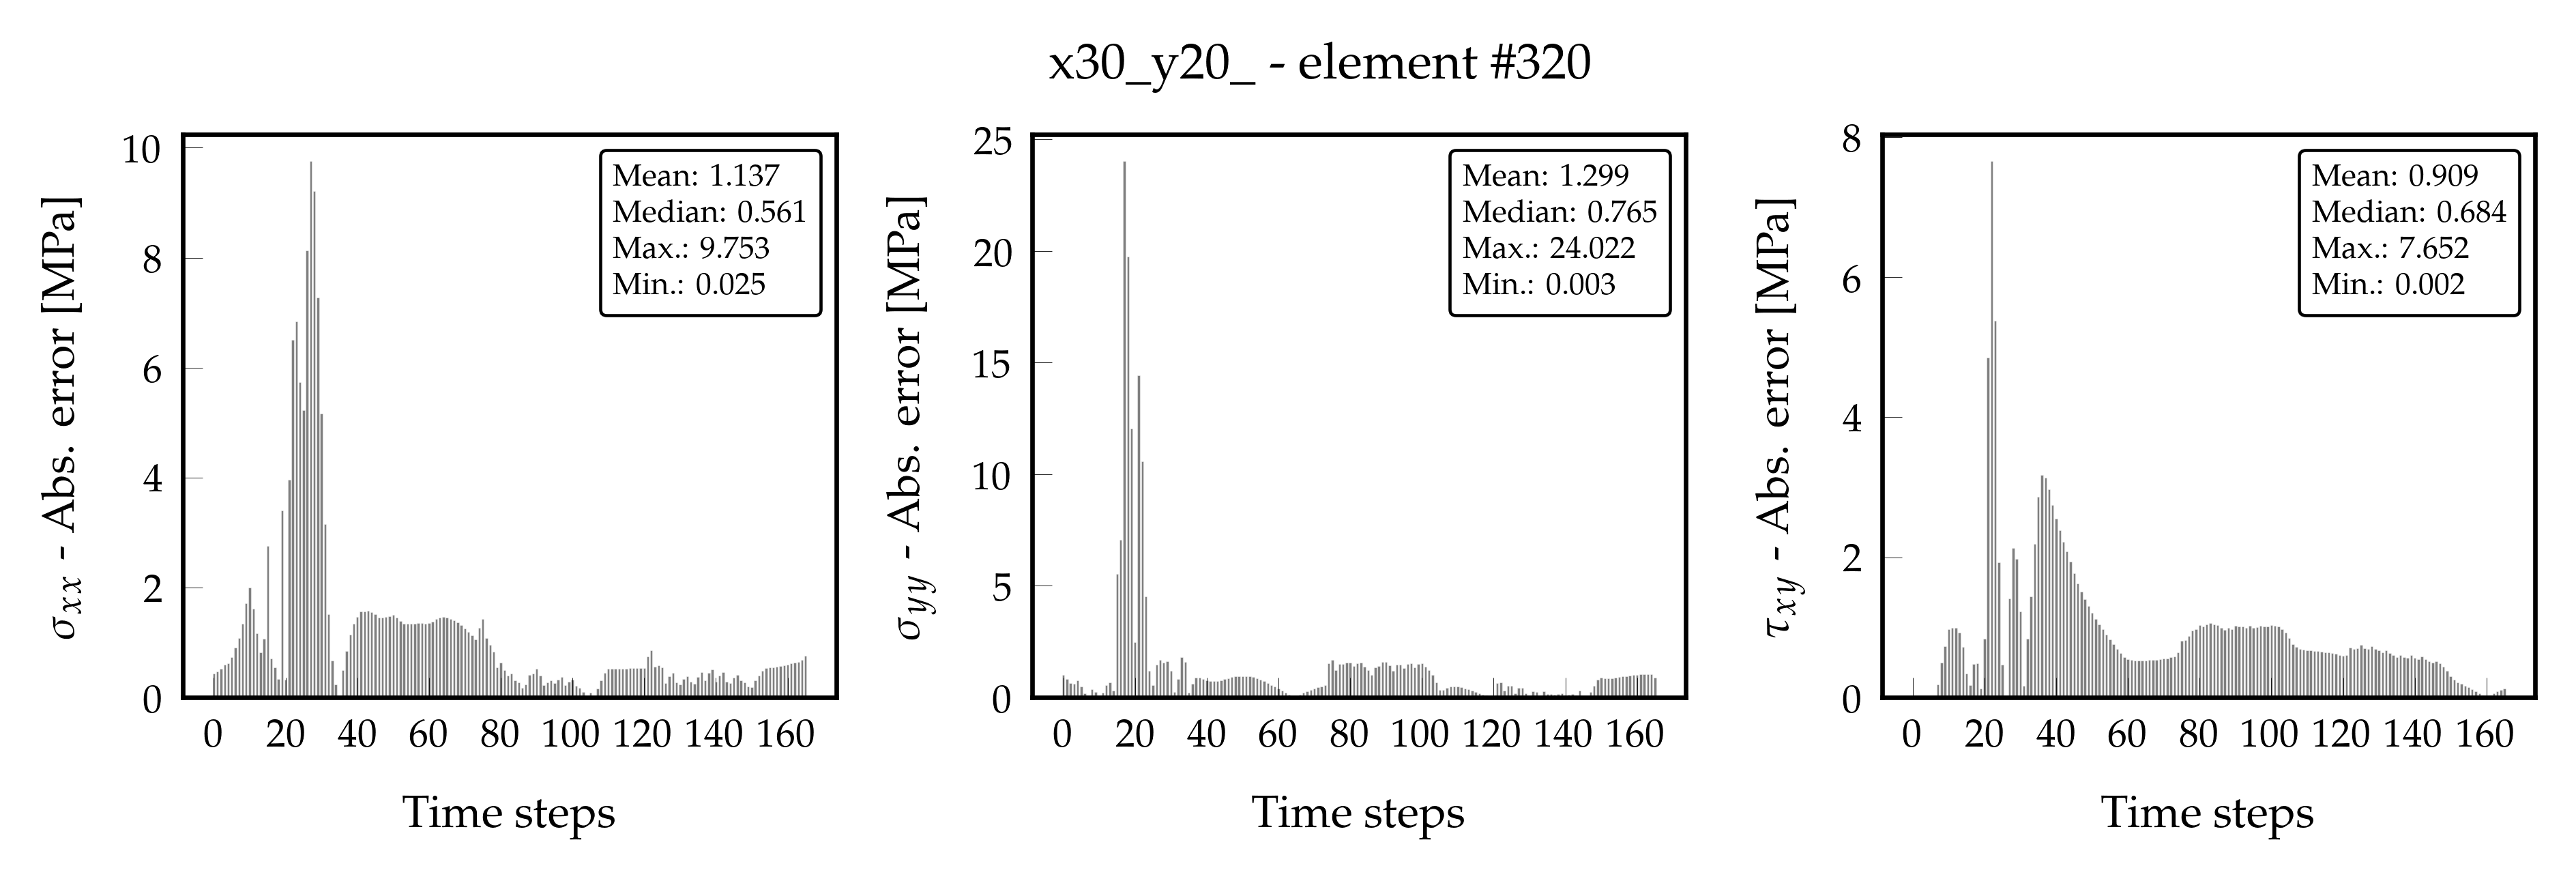 x30_y20_ - element #320
σxx - Abs. error [MPa]
10
8
6
4
2
0
0 20 40 60 80 100 120 140 160
Time steps
Mean: 1.137
Median: 0.561
Max.: 9.753
Min.: 0.025
σyy - Abs. error [MPa]
25
20
15
10
5
0
0 20 40 60 80 100 120 140 160
Time steps
Mean: 1.299
Median: 0.765
Max.: 24.022
Min.: 0.003
τxy - Abs. error [MPa]
8
6
4
2
0
0 20 40 60 80 100 120 140 160
Time steps
Mean: 0.909
Median: 0.684
Max.: 7.652
Min.: 0.002